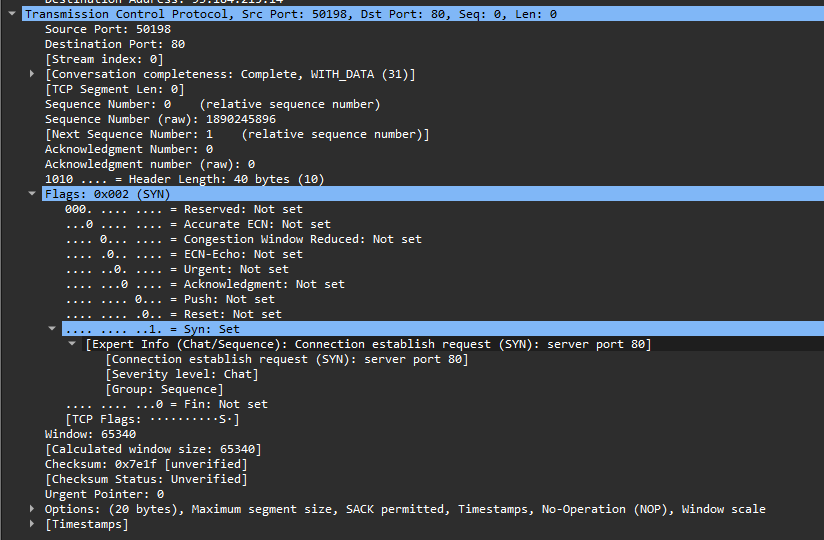 Transmission Control Protocol, Src Port: 50198, Dst Port: 80, Seq: 0, Len: 0
Source Port: 50198
Destination Port: 80
[Stream index: 0]
[Conversation completeness: Complete, WITH_DATA (31)]
[TCP Segment Len: 0]
Sequence Number: 0    (relative sequence number)
Sequence Number (raw): 1890245896
[Next Sequence Number: 1    (relative sequence number)]
Acknowledgment Number: 0
Acknowledgment number (raw): 0
1010 .... = Header Length: 40 bytes (10)
Flags: 0x002 (SYN)
000. .... .... = Reserved: Not set
...0 .... .... = Accurate ECN: Not set
.... 0... .... = Congestion Window Reduced: Not set
.... .0.. .... = ECN-Echo: Not set
.... ..0. .... = Urgent: Not set
.... ...0 .... = Acknowledgment: Not set
.... .... 0... = Push: Not set
.... .... .0.. = Reset: Not set
.... .... ..1. = Syn: Set
[Expert Info (Chat/Sequence): Connection establish request (SYN): server port 80]
[Connection establish request (SYN): server port 80]
[Severity level: Chat]
[Group: Sequence]
.... .... ...0 = Fin: Not set
[TCP Flags: ··········S·]
Window: 65340
[Calculated window size: 65340]
Checksum: 0x7e1f [unverified]
[Checksum Status: Unverified]
Urgent Pointer: 0
Options: (20 bytes), Maximum segment size, SACK permitted, Timestamps, No-Operation (NOP), Window scale
[Timestamps]